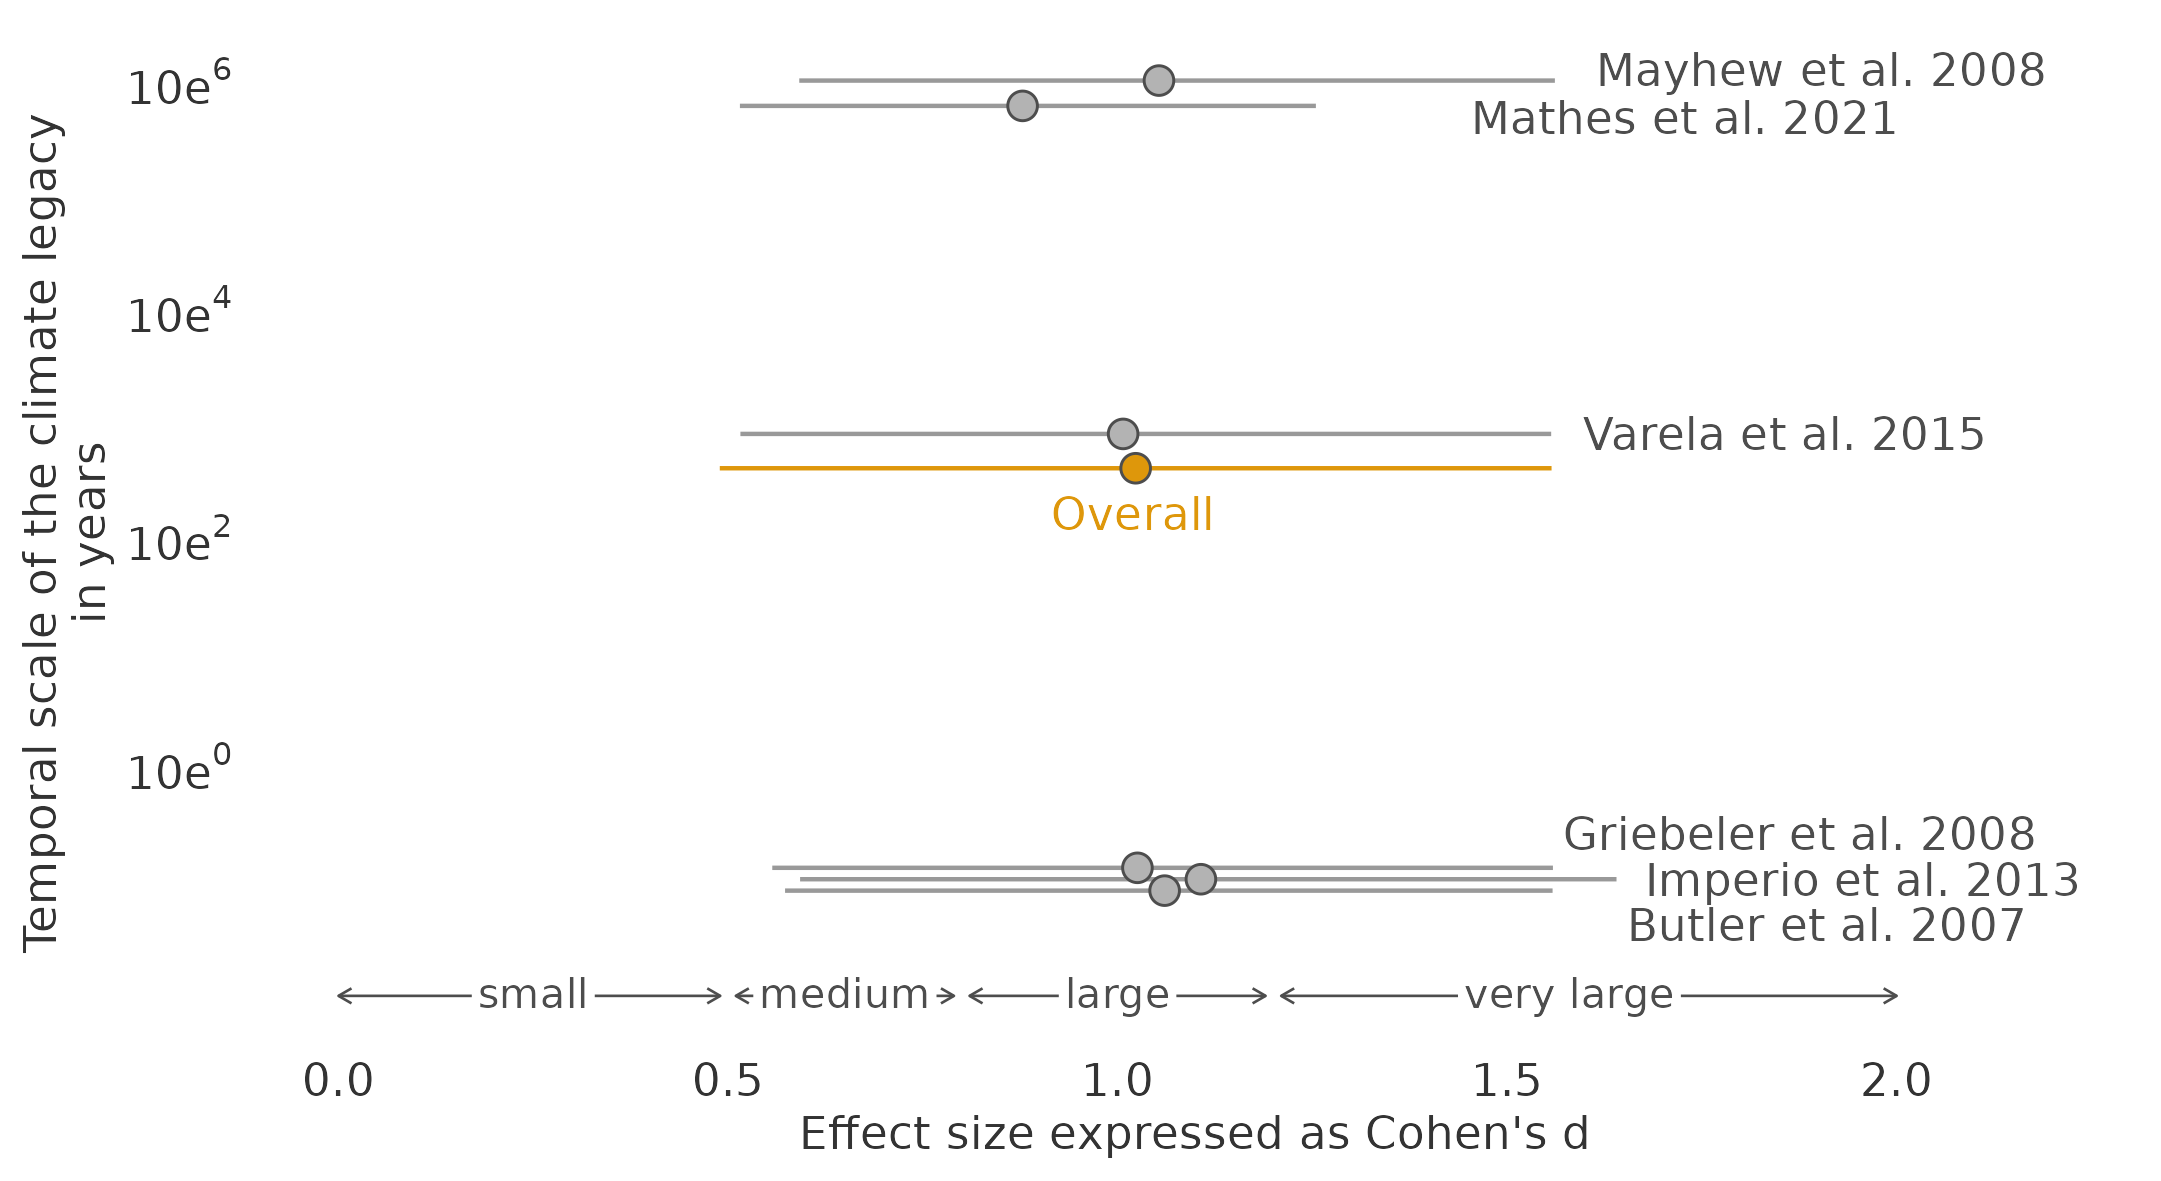 Temporal scale of the climate legacy
in years
10e⁶
10e⁴
10e²
10e⁰
Mayhew et al. 2008
Mathes et al. 2021
Varela et al. 2015
Overall
Griebeler et al. 2008
Imperio et al. 2013
Butler et al. 2007
small medium large very large
0.0 0.5 1.0 1.5 2.0
Effect size expressed as Cohen's d